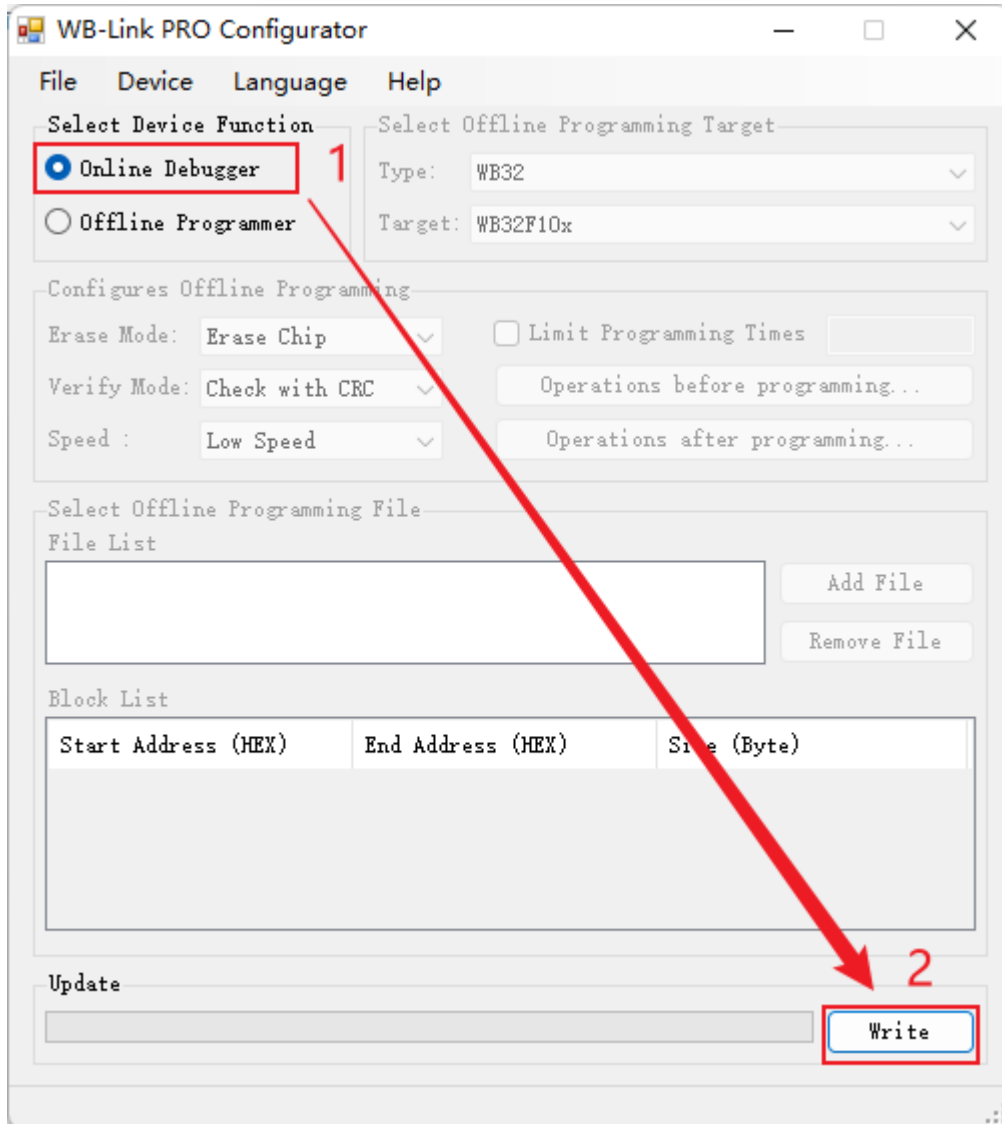 WB-Link PRO Configurator
File Device Language Help
Select Device Function
Online Debugger
1
Offline Programmer
Select Offline Programming Target
Type: WB32
Target: WB32F10x
Configures Offline Programming
Erase Mode: Erase Chip
Limit Programming Times
Verify Mode: Check with CRC
Operations before programming...
Speed : Low Speed
Operations after programming...
Select Offline Programming File
File List
Add File
Remove File
Block List
Start Address (HEX) End Address (HEX) Size (Byte)
2
Update
Write